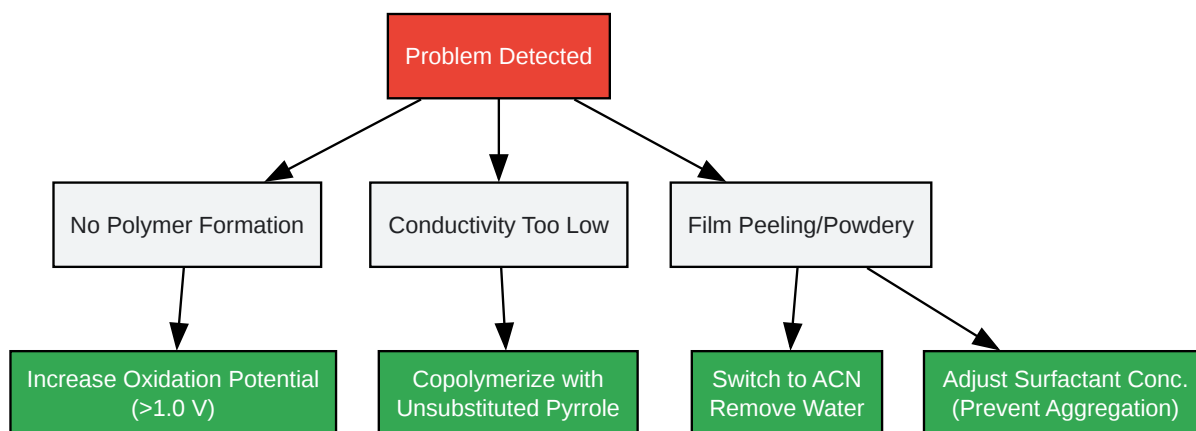 Problem Detected
No Polymer Formation
Conductivity Too Low
Film Peeling/Powdery
Increase Oxidation Potential
(>1.0 V)
Copolymerize with
Unsubstituted Pyrrole
Switch to ACN
Remove Water
Adjust Surfactant Conc.
(Prevent Aggregation)